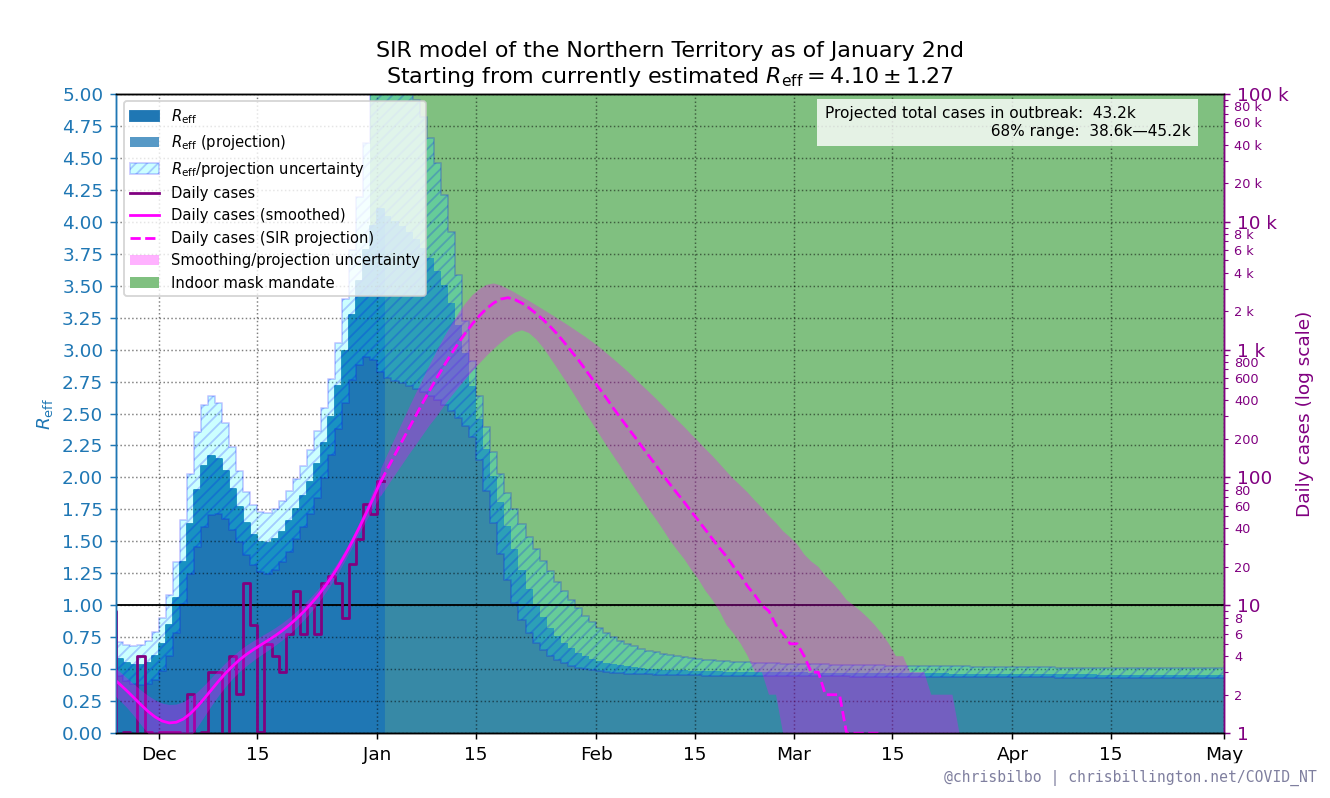 SIR model of the Northern Territory as of January 2nd
Starting from currently estimated R_eff = 4.10 ± 1.27
R_eff
R_eff (projection)
R_eff/projection uncertainty
Daily cases
Daily cases (smoothed)
Daily cases (SIR projection)
Smoothing/projection uncertainty
Indoor mask mandate
Projected total cases in outbreak: 43.2k
68% range: 38.6k—45.2k
R_eff
5.00
4.75
4.50
4.25
4.00
3.75
3.50
3.25
3.00
2.75
2.50
2.25
2.00
1.75
1.50
1.25
1.00
0.75
0.50
0.25
0.00
Dec 15 Jan 15 Feb 15 Mar 15 Apr 15 May
100 k
80 k
60 k
40 k
20 k
10 k
8 k
6 k
4 k
2 k
1 k
800
600
400
200
100
80
60
40
20
10
8
6
4
2
1
Daily cases (log scale)
@chrisbilbo | chrisbillington.net/COVID_NT